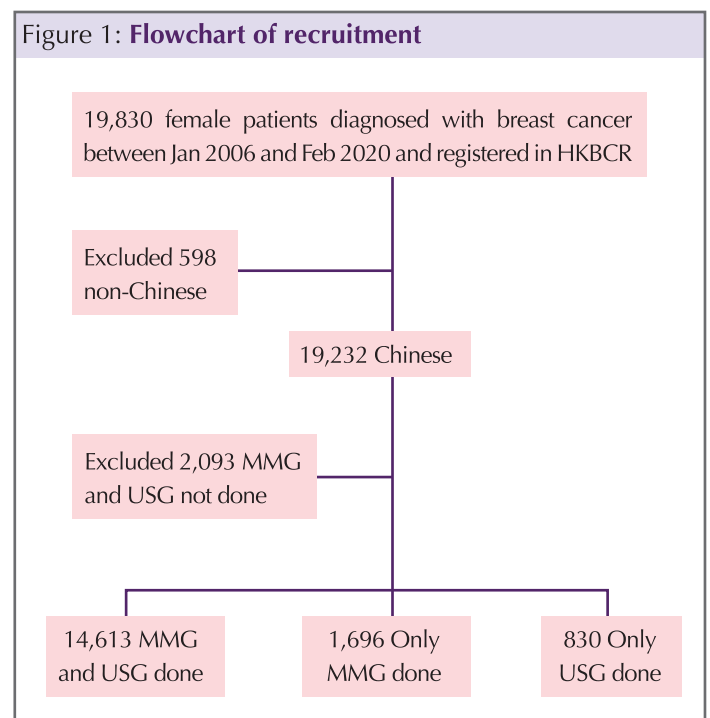 Figure 1: Flowchart of recruitment
19,830 female patients diagnosed with breast cancer
between Jan 2006 and Feb 2020 and registered in HKBCR
Excluded 598
non-Chinese
19,232 Chinese
Excluded 2,093 MMG
and USG not done
14,613 MMG
and USG done
1,696 Only
MMG done
830 Only
USG done